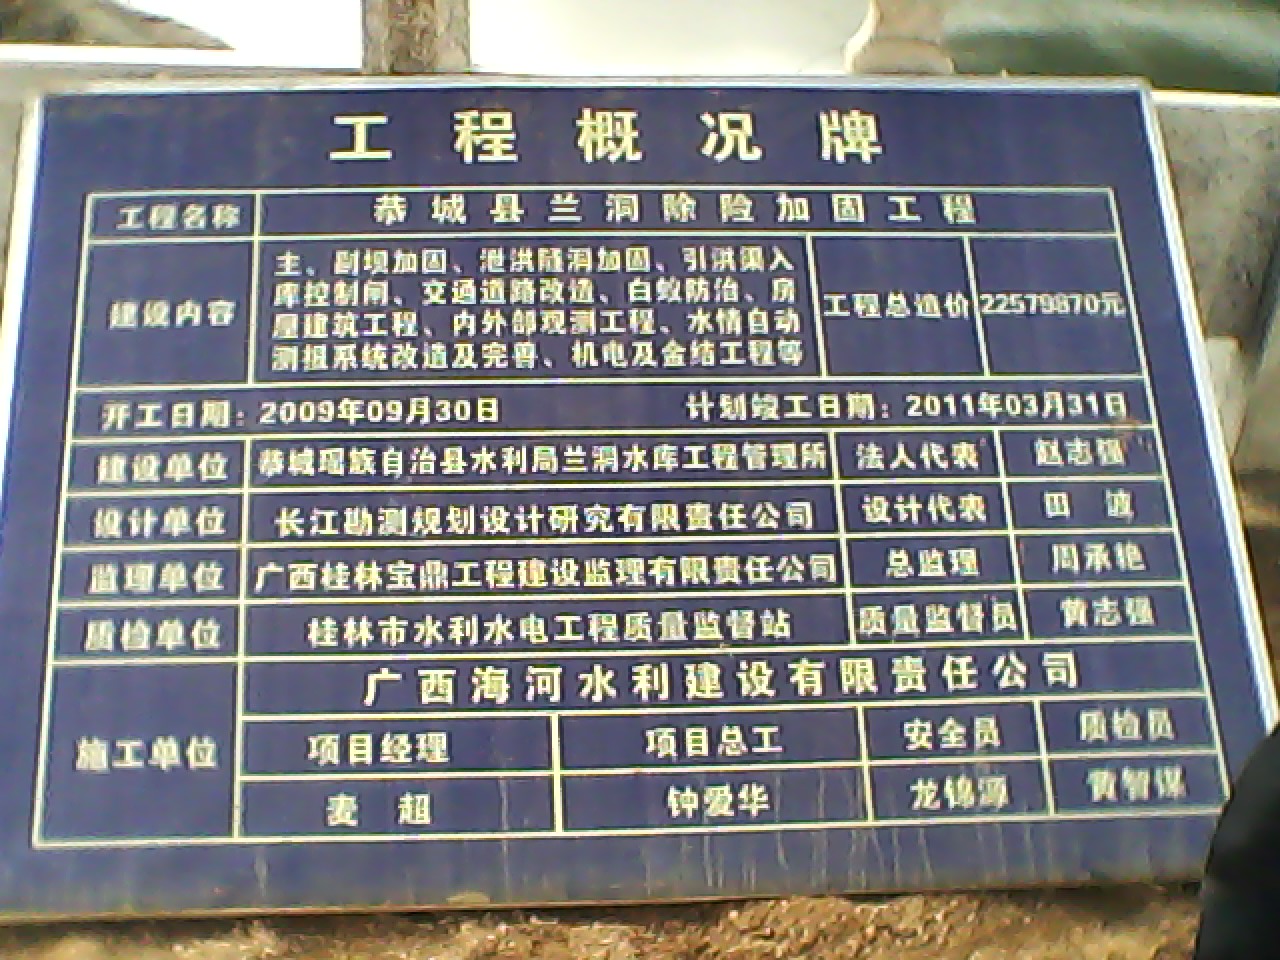 工程概况牌
工程名称 恭城县兰洞除险加固工程
建设内容
主、副坝加固、泄洪隧洞加固、引洪渠入
库控制闸、交通道路改造、白蚁防治、房
屋建筑工程、内外部观测工程、水情自动
测报系统改造及完善、机电及金结工程等
工程总造价 22579870元
开工日期：2009年09月30日 计划竣工日期：2011年03月31日
建设单位 恭城瑶族自治县水利局兰洞水库工程管理所 法人代表 赵志强
设计单位 长江勘测规划设计研究有限责任公司 设计代表 田 波
监理单位 广西桂林宝鼎工程建设监理有限责任公司 总监理 周承艳
质检单位 桂林市水利水电工程质量监督站 质量监督员 黄志强
施工单位
广西海河水利建设有限责任公司
项目经理 项目总工 安全员 质检员
麦 超 钟爱华 龙锦源 黄智谋